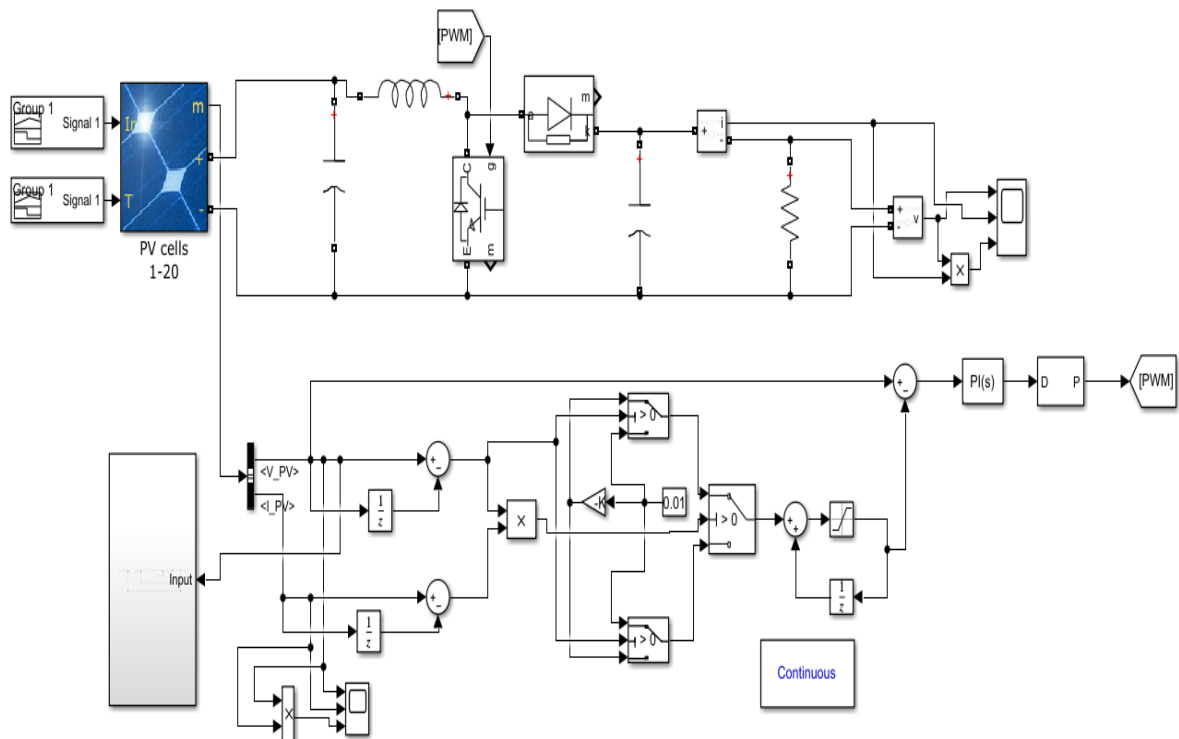 [PWM]
Group 1
Signal 1
Ir
m
+
Group 1
Signal 1
T
-
PV cells
1-20
+
+
C
g
E
m
m
k
+
+
i
-
+
+
-
v
×
<V_PV>
<I_PV>
Input
+
-
1
z
+
-
1
z
×
×
> 0
-K
0.01
> 0
> 0
+
+
1
z
+
-
PI(s)
D
P
[PWM]
Continuous